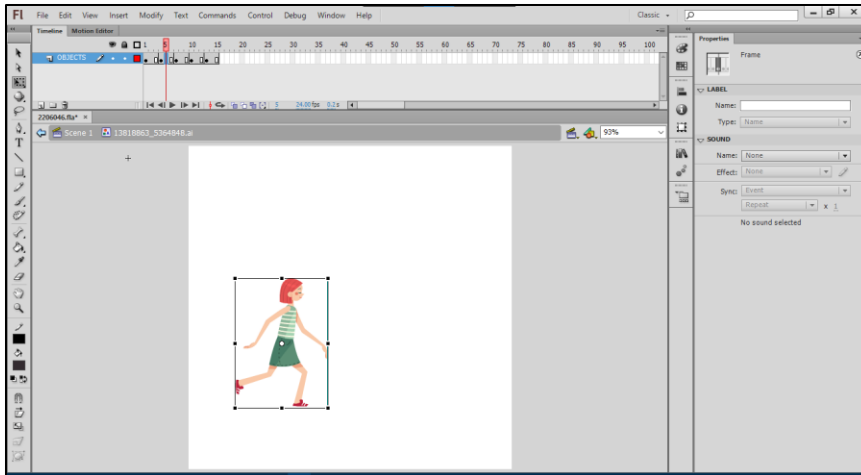 Fl File Edit View Insert Modify Text Commands Control Debug Window Help Classic
Timeline Motion Editor
1 5 10 15 20 25 30 35 40 45 50 55 60 65 70 75 80 85 90 95 100
OBJECTS
5 24.00 fps 0.2 s
2206046.fla* ×
Scene 1 13818863_5364848.ai 93%
T
Properties
Frame
LABEL
Name:
Type: Name
SOUND
Name: None
Effect: None
Sync: Event
Repeat x 1
No sound selected